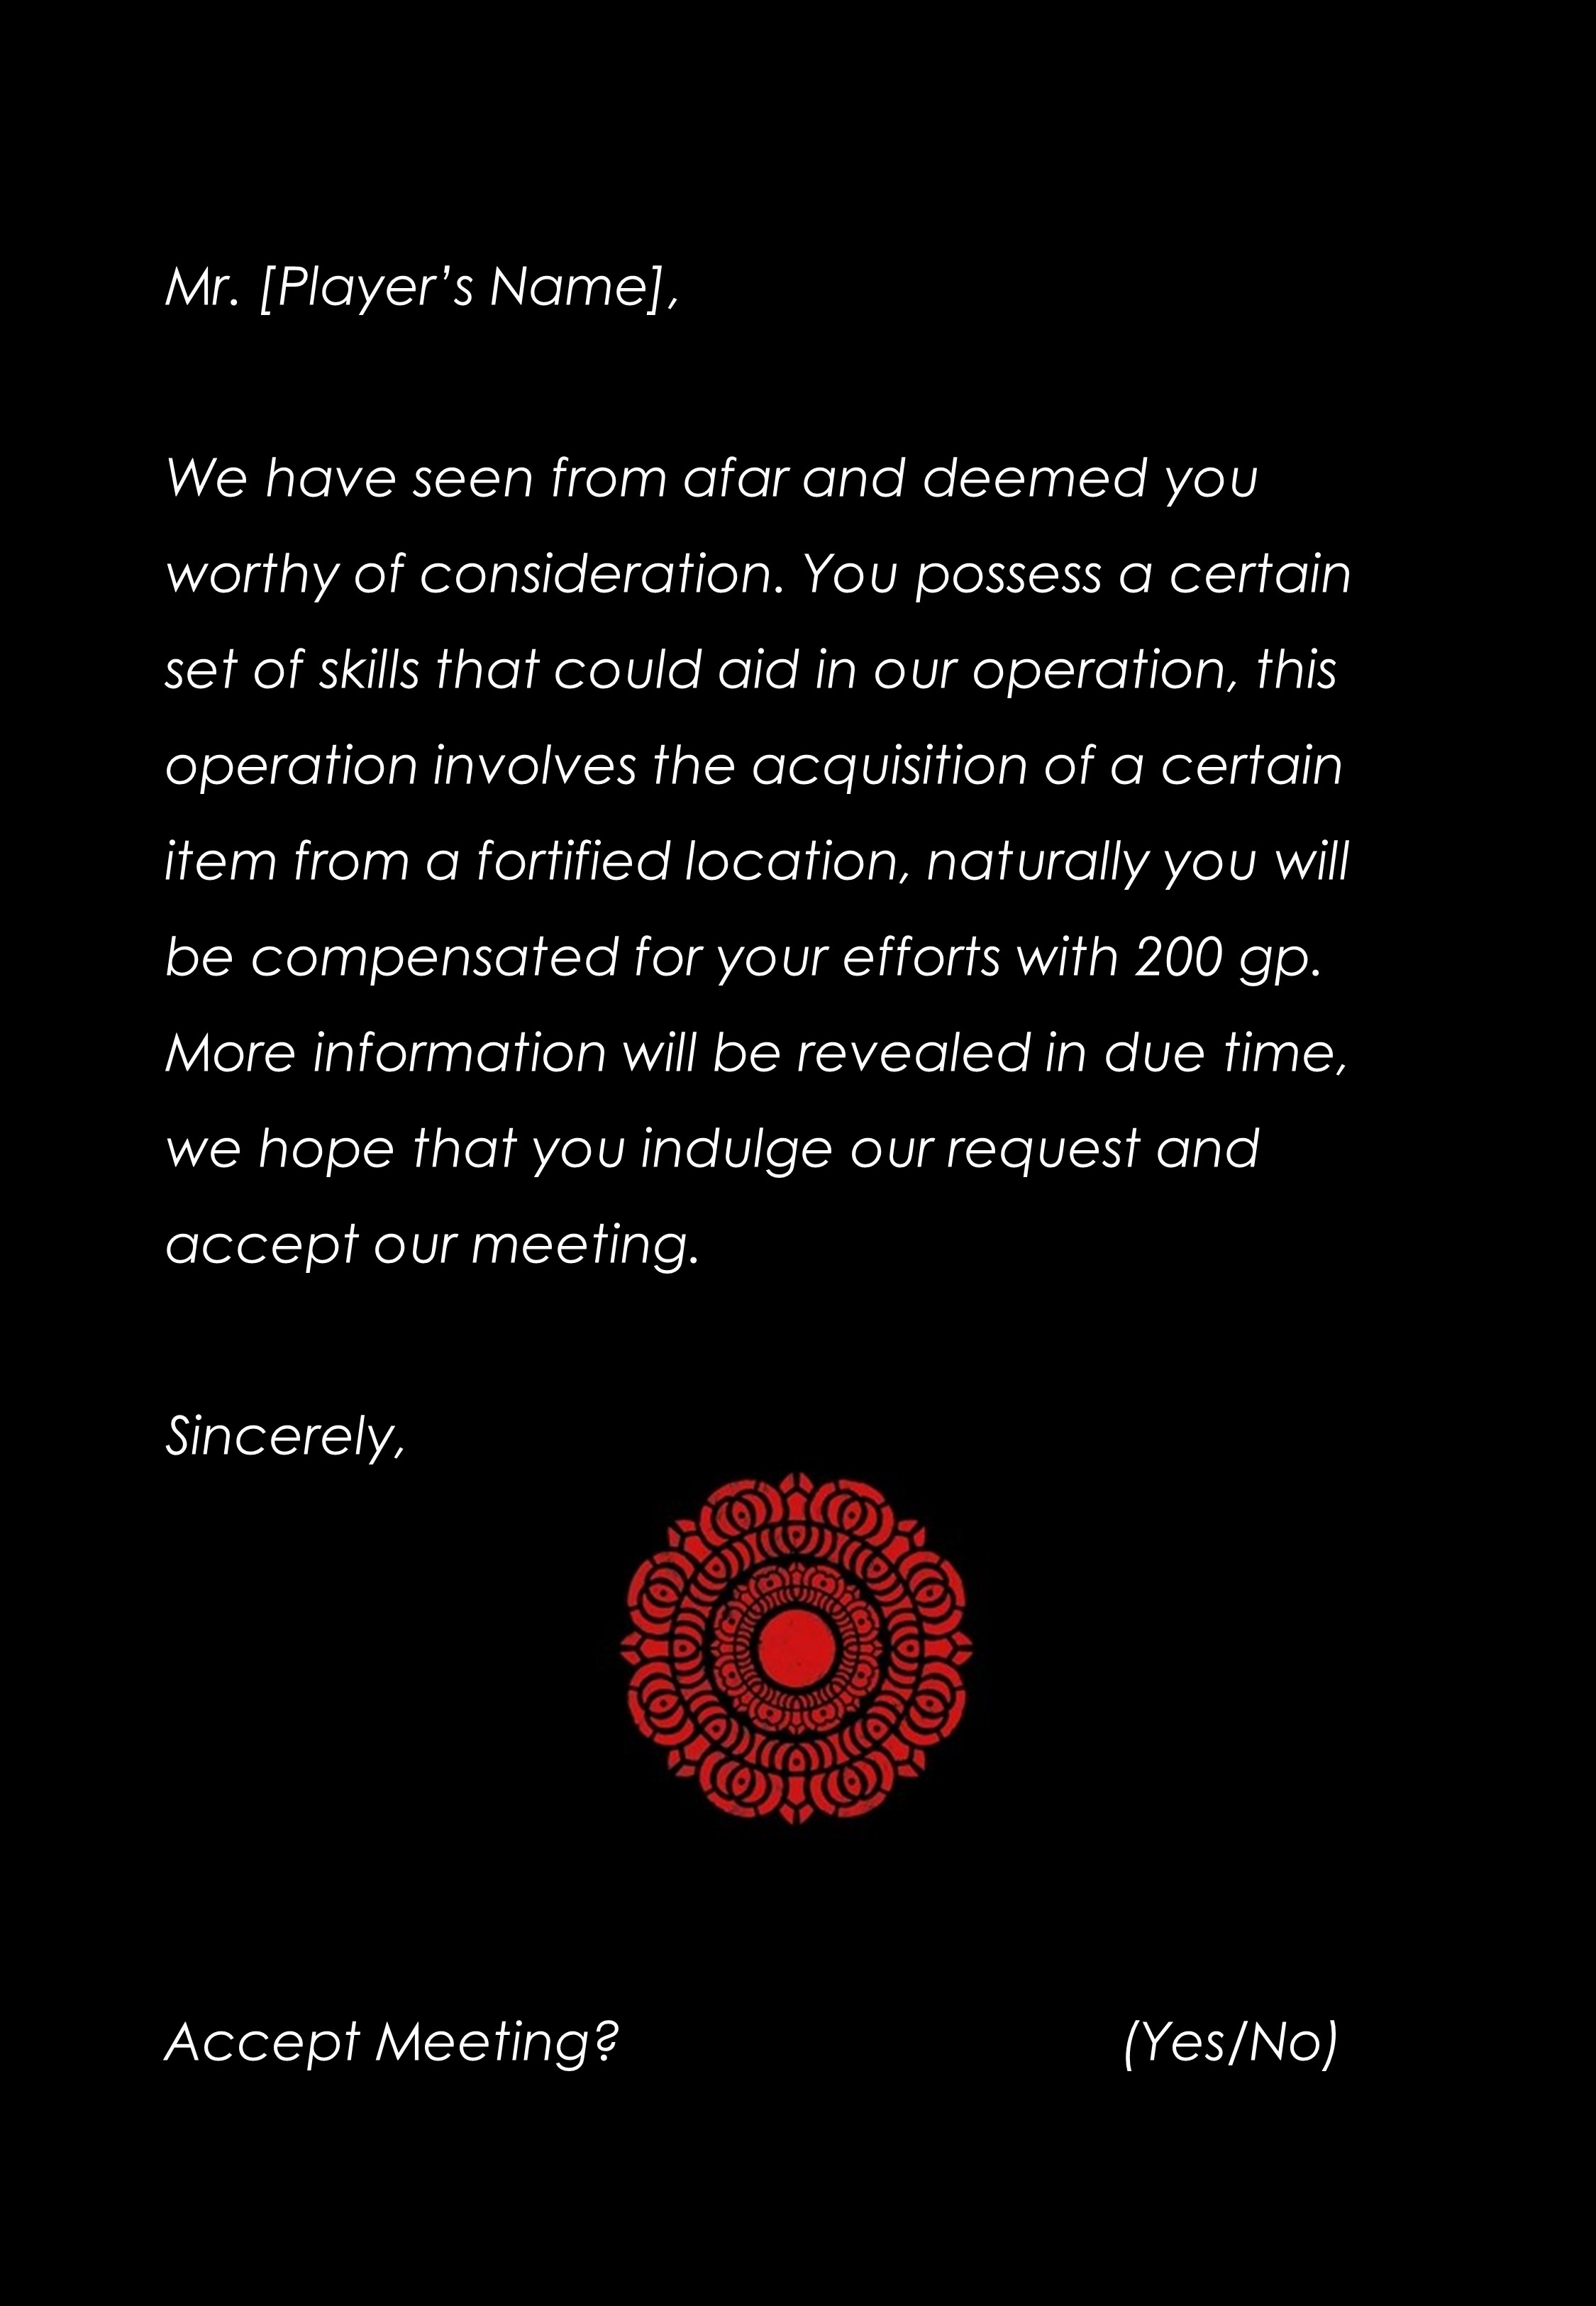 Mr. [Player’s Name],
We have seen from afar and deemed you
worthy of consideration. You possess a certain
set of skills that could aid in our operation, this
operation involves the acquisition of a certain
item from a fortified location, naturally you will
be compensated for your efforts with 200 gp.
More information will be revealed in due time,
we hope that you indulge our request and
accept our meeting.
Sincerely,
Accept Meeting? (Yes/No)